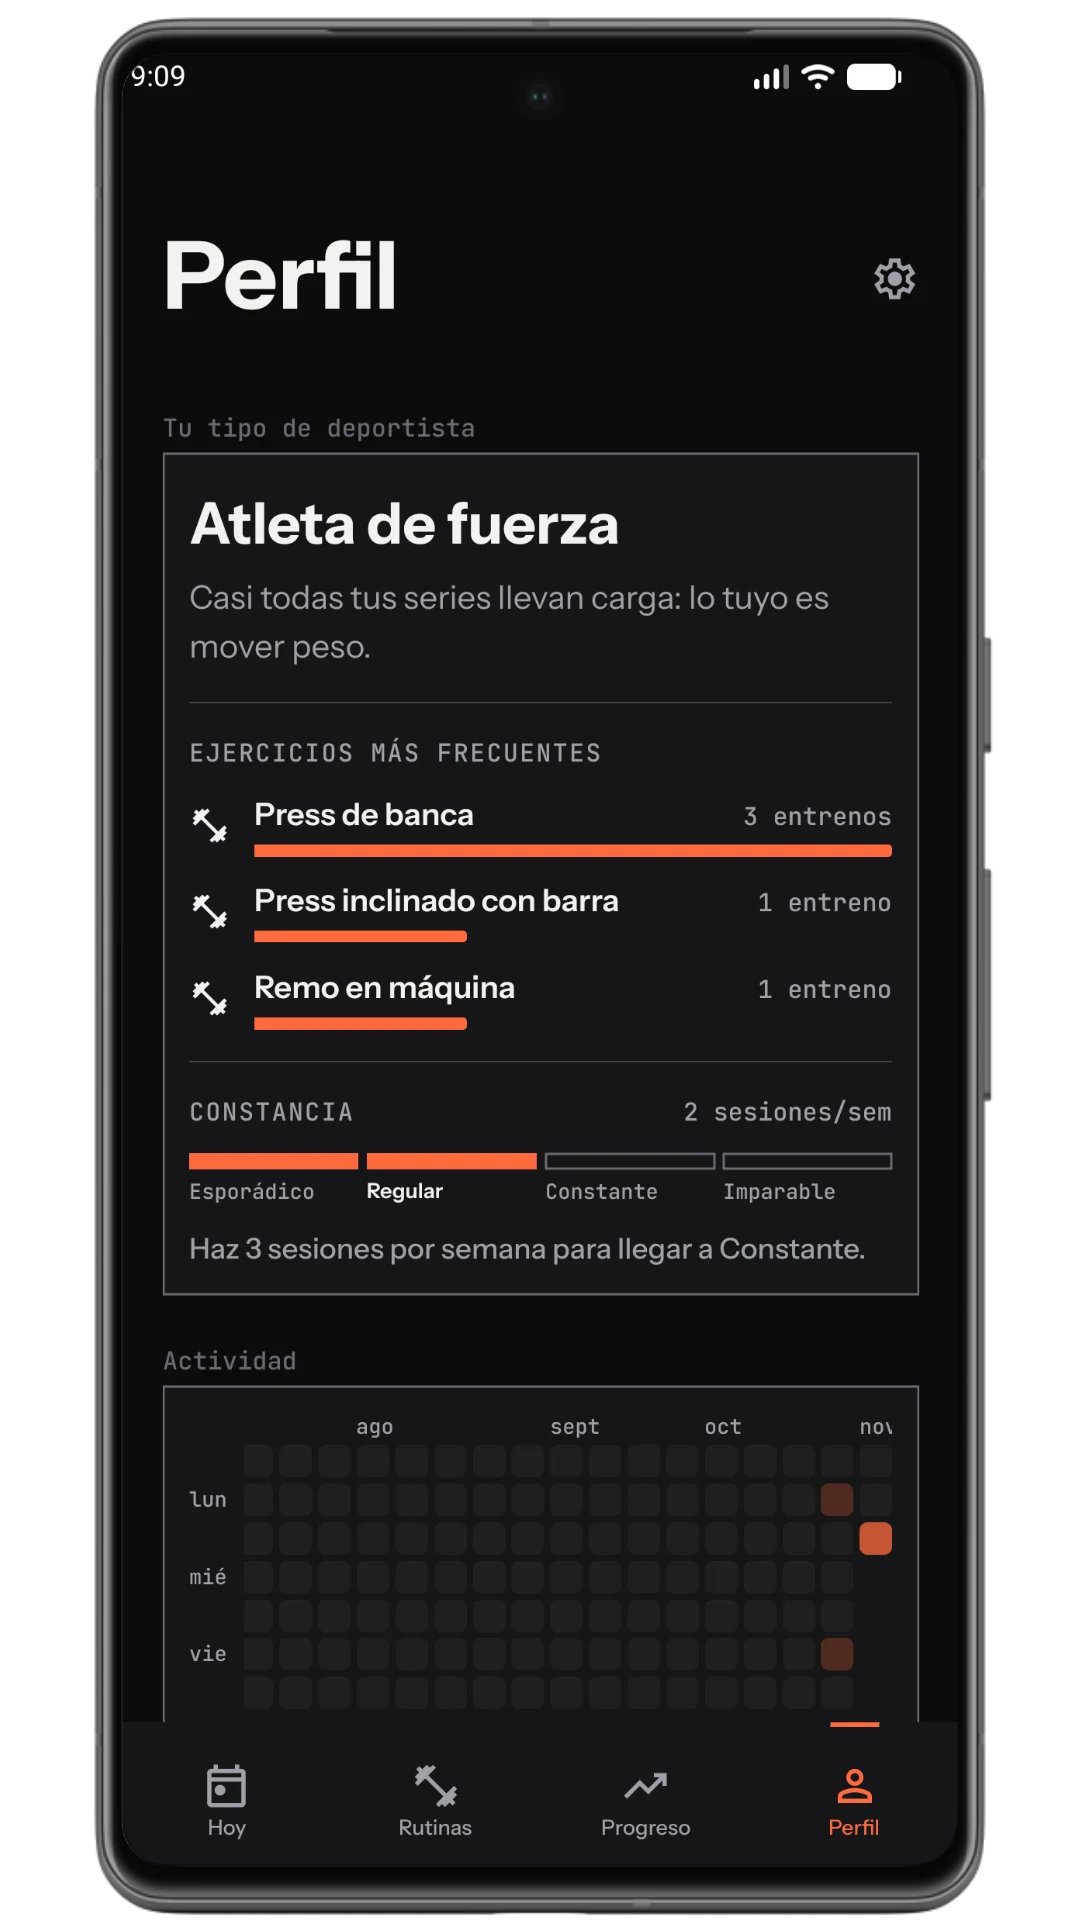 9:09
Perfil
Tu tipo de deportista
Atleta de fuerza
Casi todas tus series llevan carga: lo tuyo es
mover peso.
EJERCICIOS MÁS FRECUENTES
Press de banca 3 entrenos
Press inclinado con barra 1 entreno
Remo en máquina 1 entreno
CONSTANCIA 2 sesiones/sem
Esporádico Regular Constante Imparable
Haz 3 sesiones por semana para llegar a Constante.
Actividad
ago sept oct nov
lun
mié
vie
Hoy Rutinas Progreso Perfil